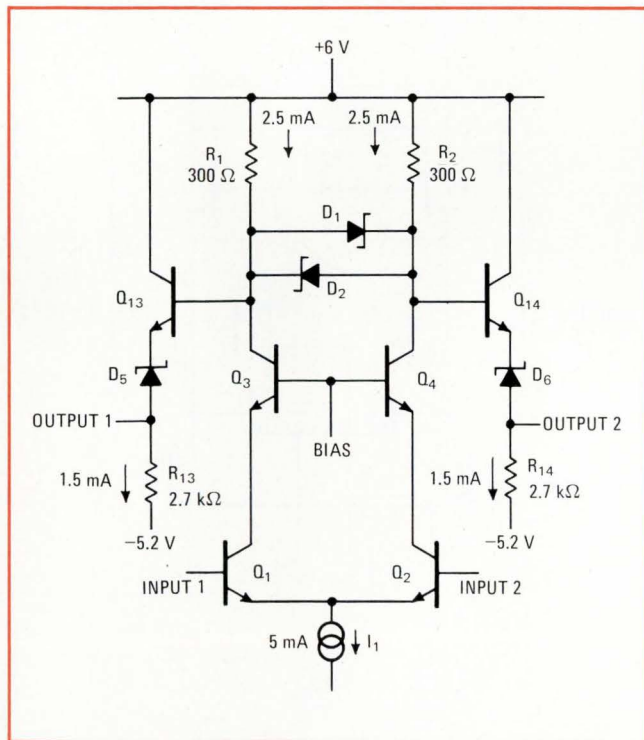 +6 V
2.5 mA
2.5 mA
R1
300 Ω
R2
300 Ω
D1
D2
Q13
Q14
D5
Q3
Q4
D6
OUTPUT 1
OUTPUT 2
BIAS
1.5 mA
R13
2.7 kΩ
1.5 mA
R14
2.7 kΩ
−5.2 V
−5.2 V
INPUT 1
Q1
Q2
INPUT 2
5 mA
I1